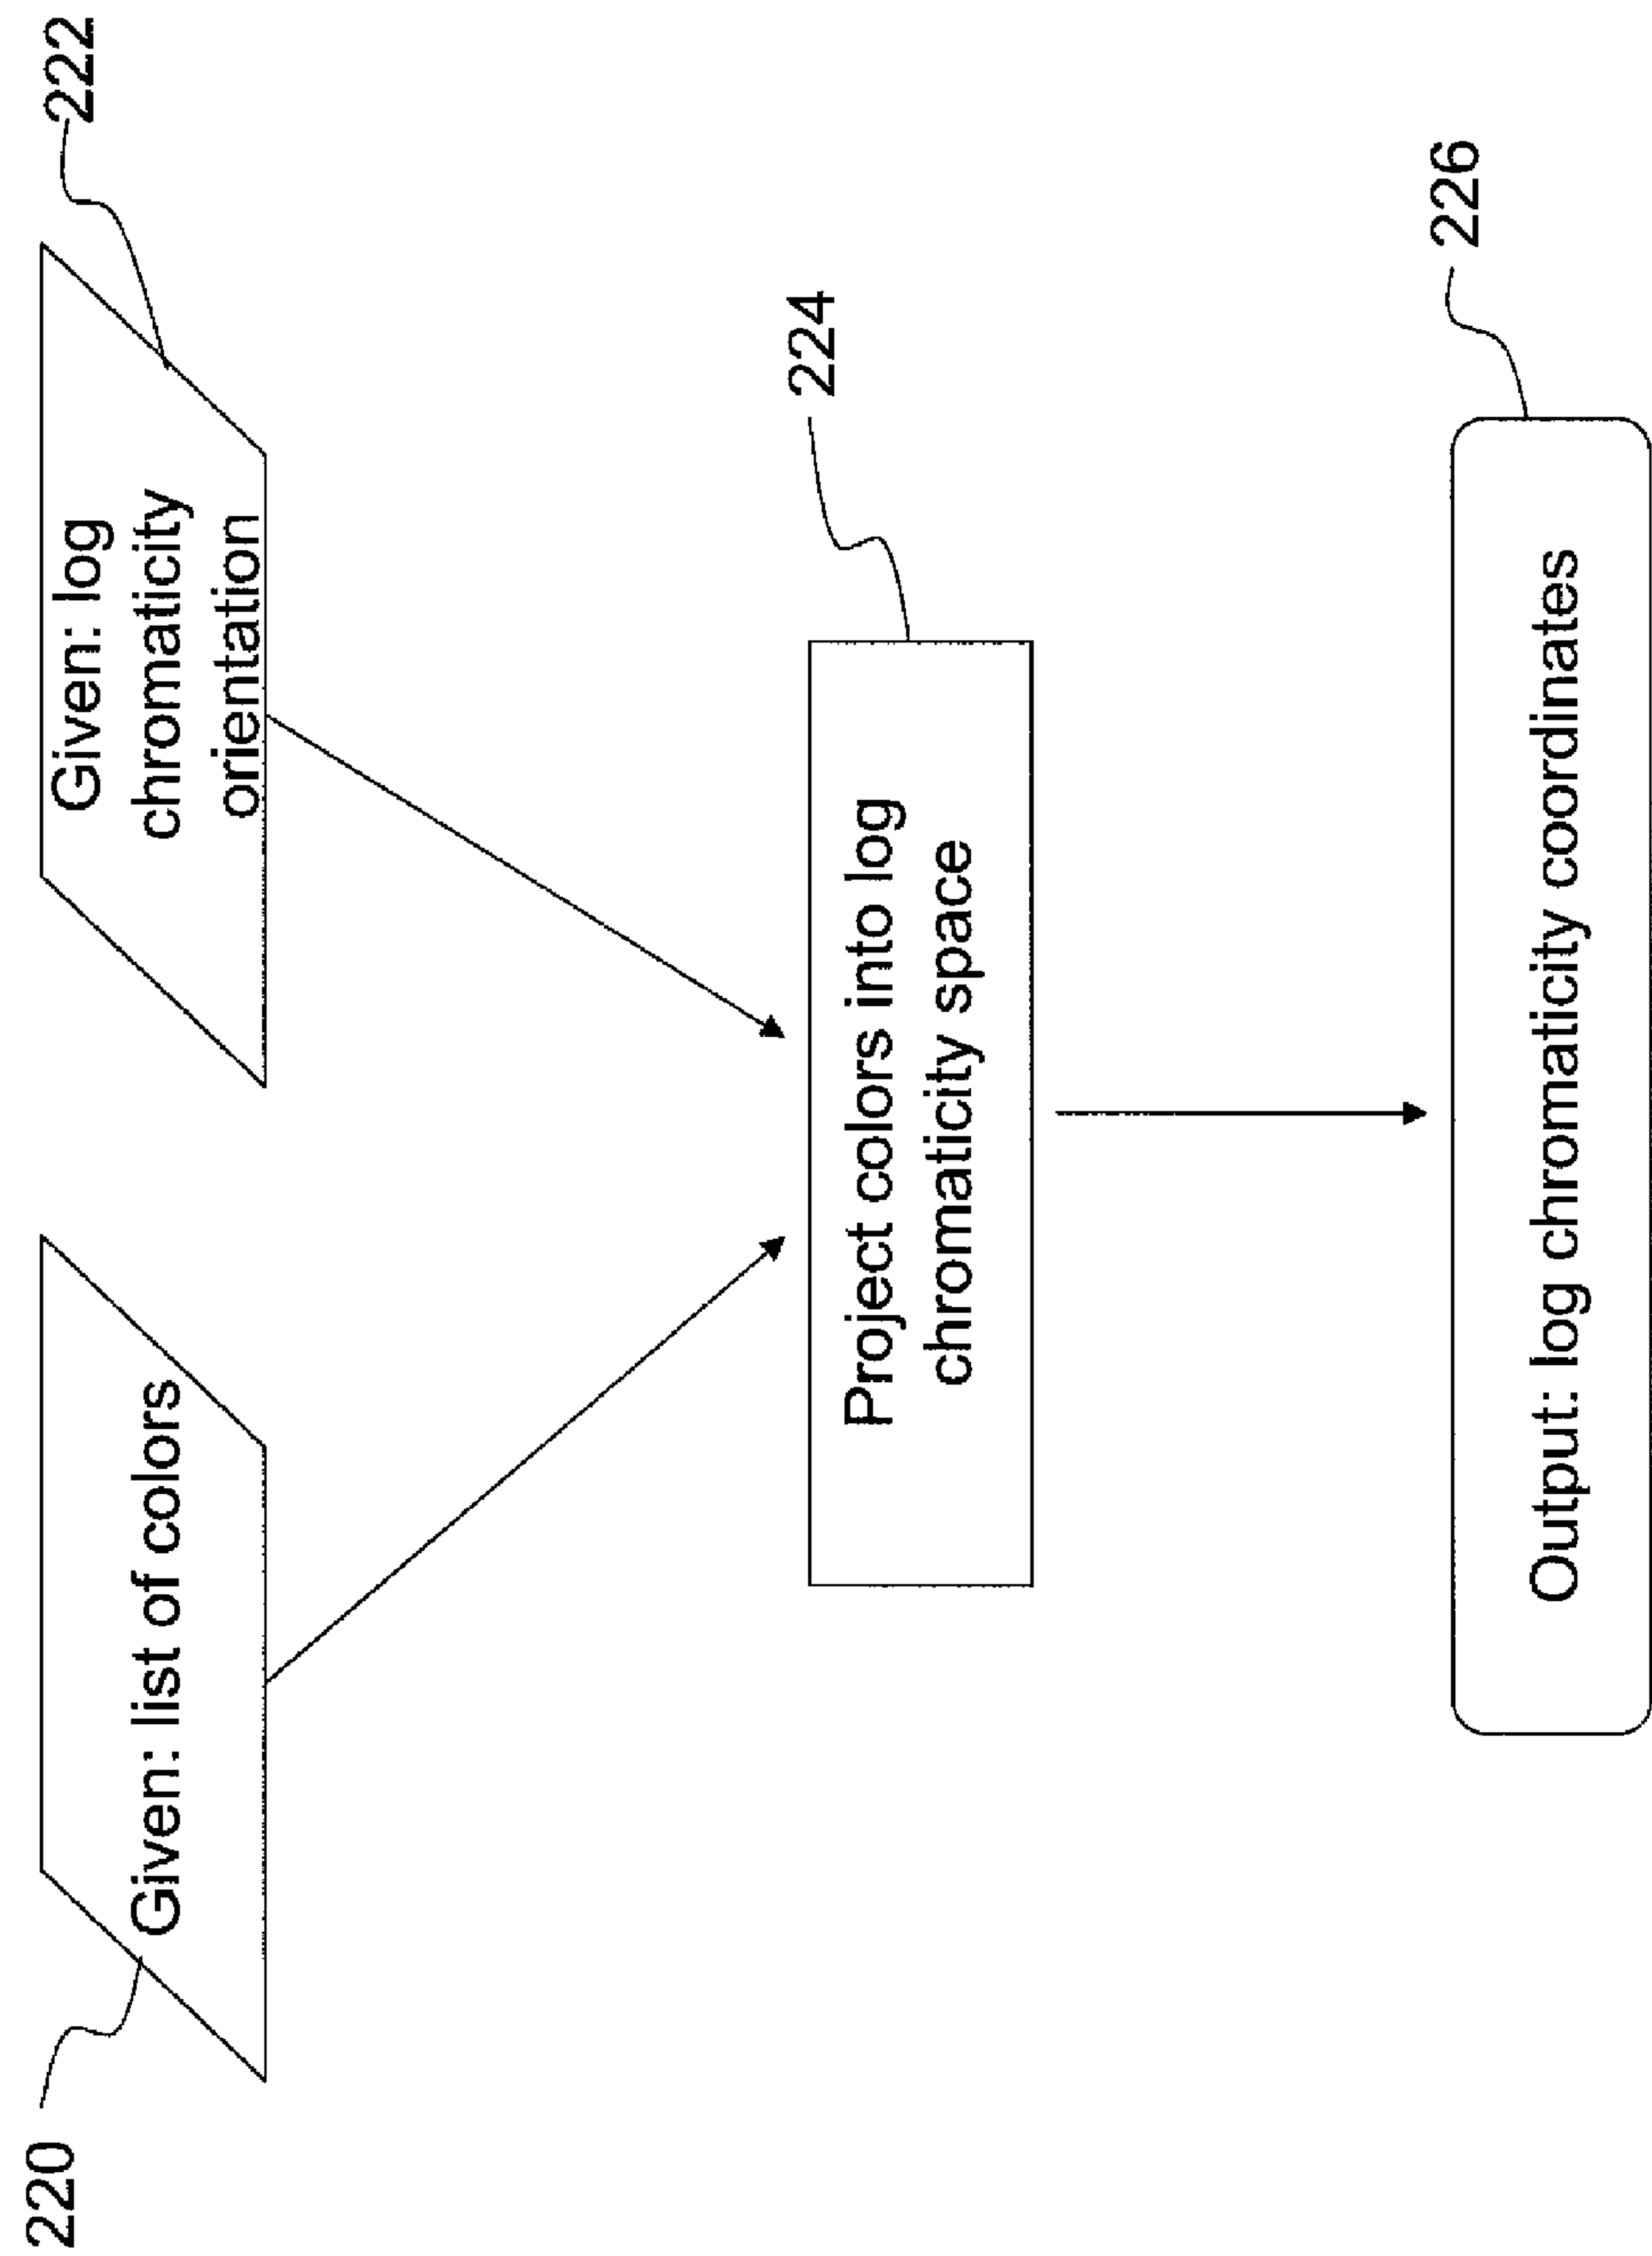 220
Given: list of colors
Given: log
chromaticity
orientation
222
Project colors into log
chromaticity space
224
Output: log chromaticity coordinates
226